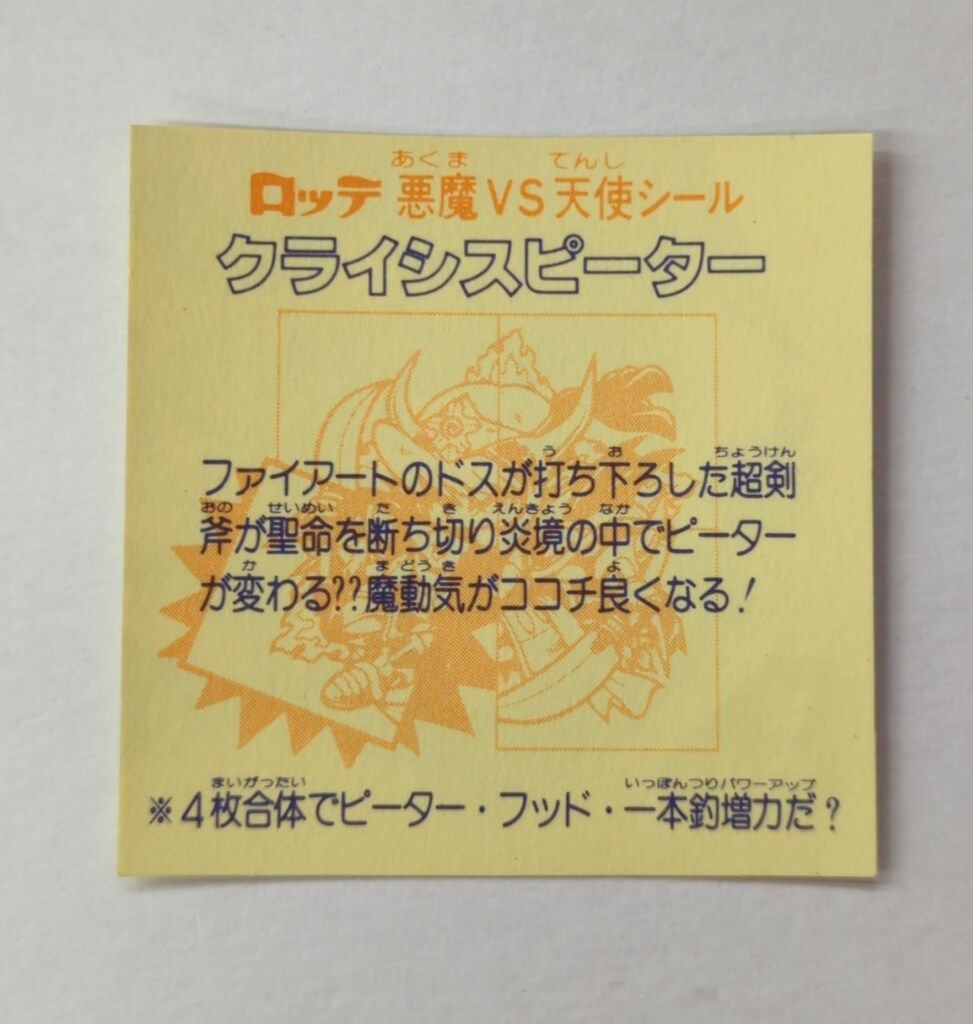 あくま てんし
ロッテ 悪魔VS天使シール
クライシスピーター
う お ちょうけん
ファイアートのドスが打ち下ろした超剣
おの せいめい た き えんきょう なか
斧が聖命を断ち切り炎境の中でピーター
か まどうき よ
が変わる??魔動気がココチ良くなる!
まいがったい いっぽんつりパワーアップ
※4枚合体でピーター・フッド・一本釣増力だ?